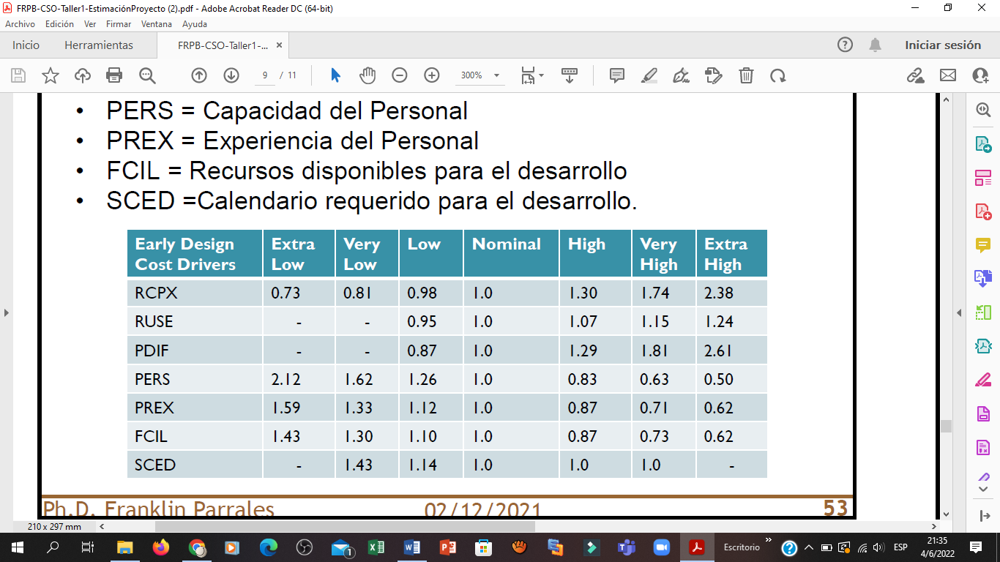 FRPB-CSO-Taller1-EstimaciónProyecto (2).pdf - Adobe Acrobat Reader DC (64-bit)
Archivo Edición Ver Firmar Ventana Ayuda
Inicio Herramientas FRPB-CSO-Taller1-... × Iniciar sesión
9 / 11 300%
• PERS = Capacidad del Personal
• PREX = Experiencia del Personal
• FCIL = Recursos disponibles para el desarrollo
• SCED =Calendario requerido para el desarrollo.
Early Design Cost Drivers Extra Low Very Low Low Nominal High Very High Extra High
RCPX 0.73 0.81 0.98 1.0 1.30 1.74 2.38
RUSE - - 0.95 1.0 1.07 1.15 1.24
PDIF - - 0.87 1.0 1.29 1.81 2.61
PERS 2.12 1.62 1.26 1.0 0.83 0.63 0.50
PREX 1.59 1.33 1.12 1.0 0.87 0.71 0.62
FCIL 1.43 1.30 1.10 1.0 0.87 0.73 0.62
SCED - 1.43 1.14 1.0 1.0 1.0 -
Ph.D. Franklin Parrales 02/12/2021 53
210 x 297 mm
Escritorio ESP 21:35
4/6/2022